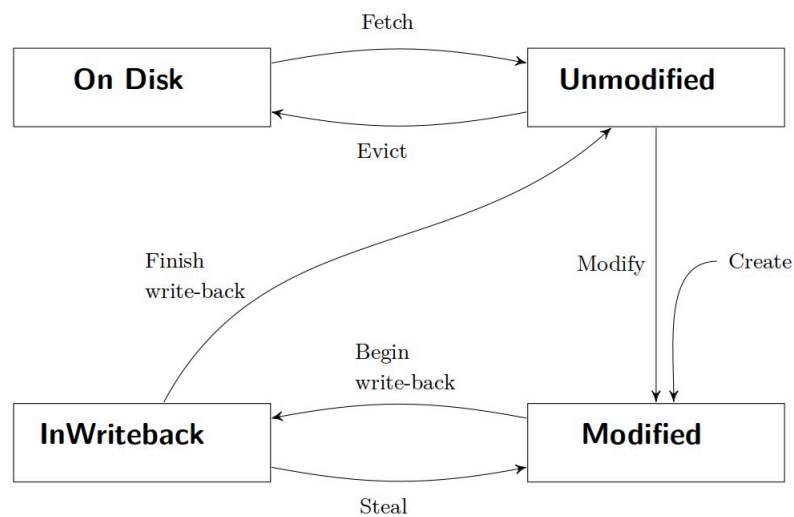 Fetch
On Disk
Unmodified
Evict
Finish
write-back
Modify
Create
Begin
write-back
InWriteback
Modified
Steal